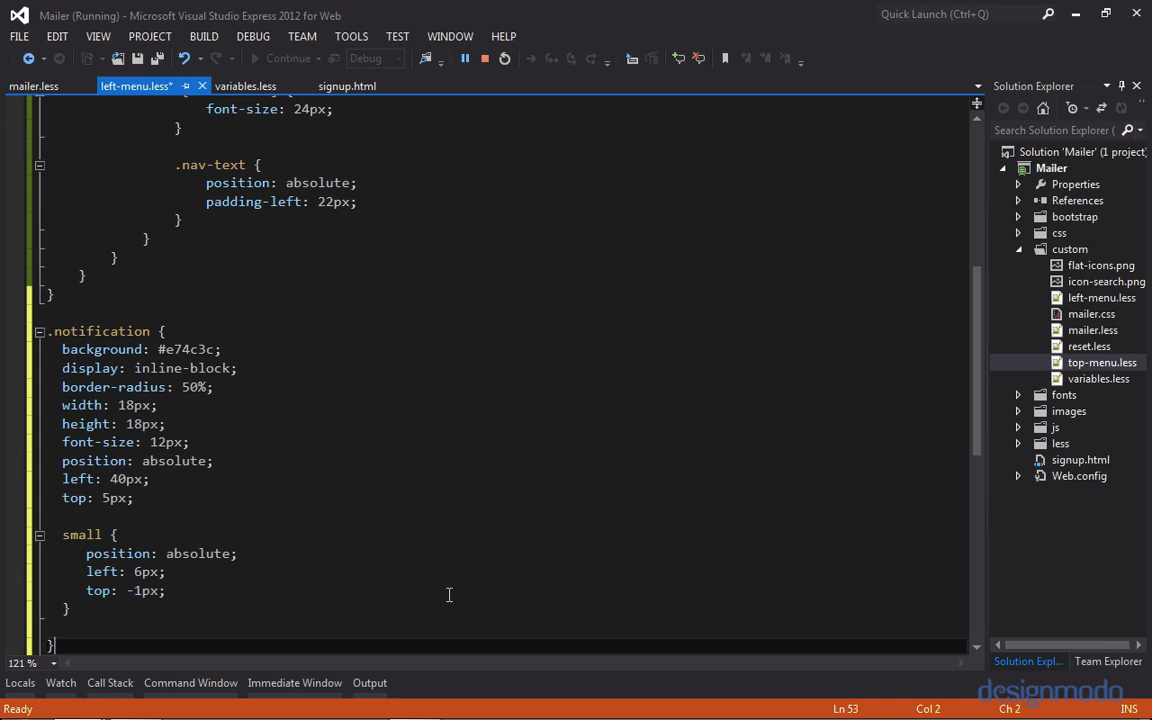 Mailer (Running) - Microsoft Visual Studio Express 2012 for Web
Quick Launch (Ctrl+Q)
FILE EDIT VIEW PROJECT BUILD DEBUG TEAM TOOLS TEST WINDOW HELP
Continue Debug
mailer.less left-menu.less* variables.less signup.html
font-size: 24px;
}
.nav-text {
position: absolute;
padding-left: 22px;
}
}
}
}
}
.notification {
background: #e74c3c;
display: inline-block;
border-radius: 50%;
width: 18px;
height: 18px;
font-size: 12px;
position: absolute;
left: 40px;
top: 5px;
small {
position: absolute;
left: 6px;
top: -1px;
}
}
121 %
Solution Explorer
Search Solution Explorer (
Solution 'Mailer' (1 project)
Mailer
Properties
References
bootstrap
css
custom
flat-icons.png
icon-search.png
left-menu.less
mailer.css
mailer.less
reset.less
top-menu.less
variables.less
fonts
images
js
less
signup.html
Web.config
Solution Expl... Team Explorer
Locals Watch Call Stack Command Window Immediate Window Output
designmodo
Ready Ln 53 Col 2 Ch 2 INS